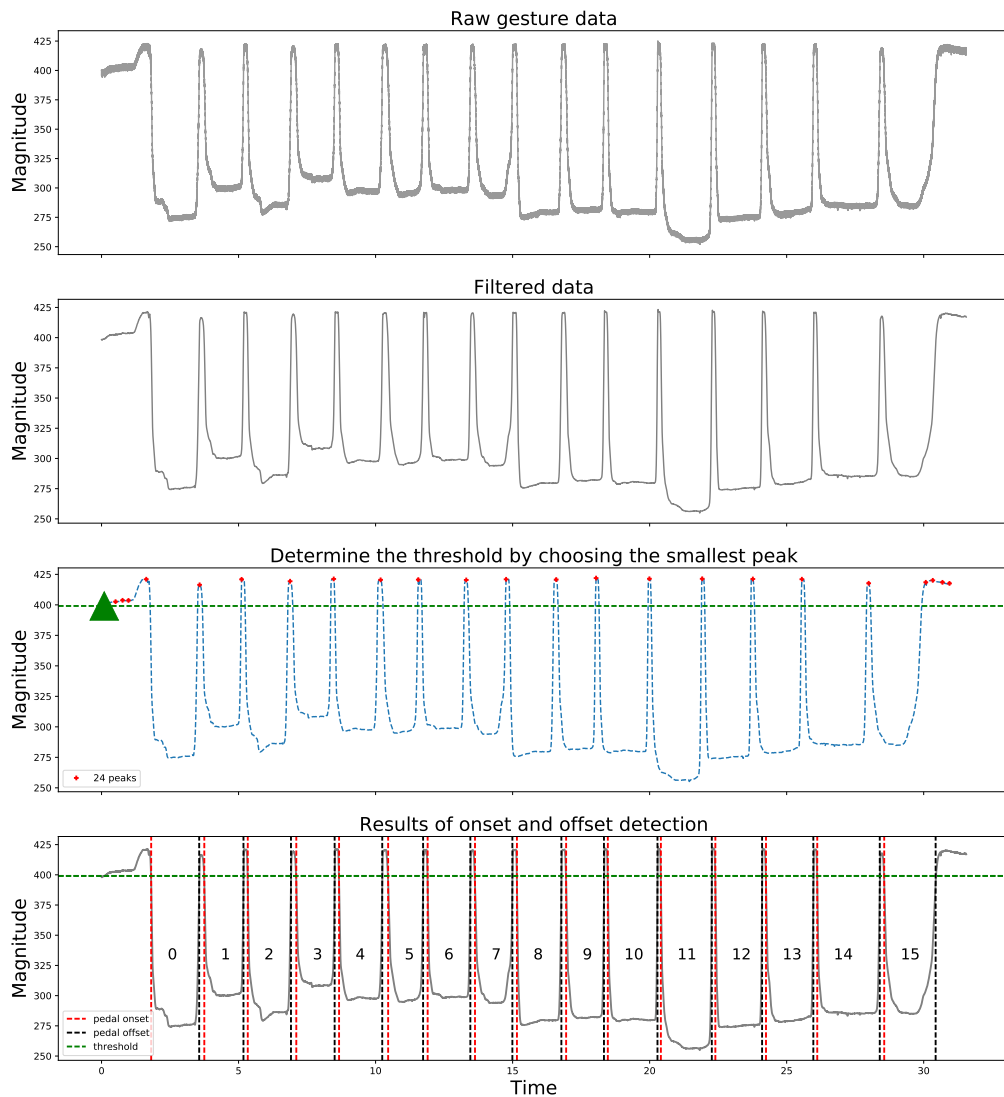 Raw gesture data
Magnitude
425
400
375
350
325
300
275
250
Filtered data
Magnitude
425
400
375
350
325
300
275
250
Determine the threshold by choosing the smallest peak
Magnitude
425
400
375
350
325
300
275
250
24 peaks
Results of onset and offset detection
Magnitude
425
400
375
350
325
300
275
250
0 1 2 3 4 5 6 7 8 9 10 11 12 13 14 15
pedal onset
pedal offset
threshold
0 5 10 15 20 25 30
Time